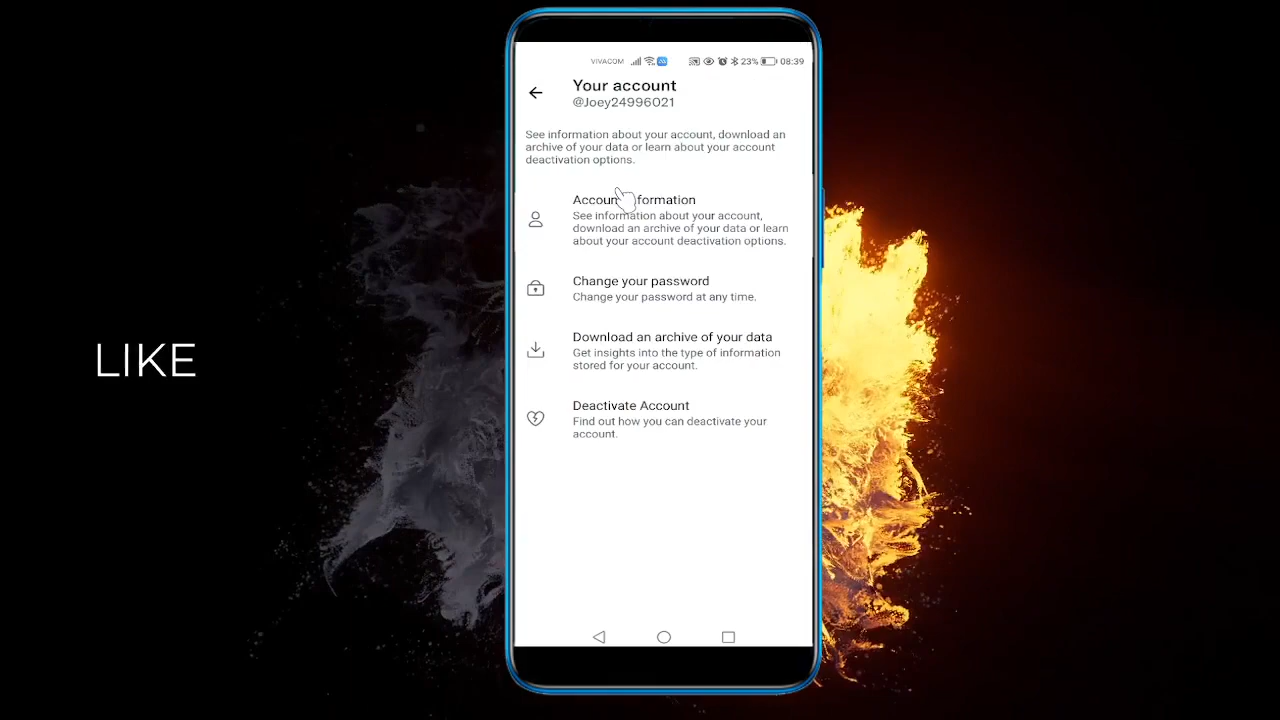 LIKE
VIVACOM 23% 08:39
Your account
@Joey24996021
See information about your account, download an
archive of your data or learn about your account
deactivation options.
Account information
See information about your account,
download an archive of your data or learn
about your account deactivation options.
Change your password
Change your password at any time.
Download an archive of your data
Get insights into the type of information
stored for your account.
Deactivate Account
Find out how you can deactivate your
account.